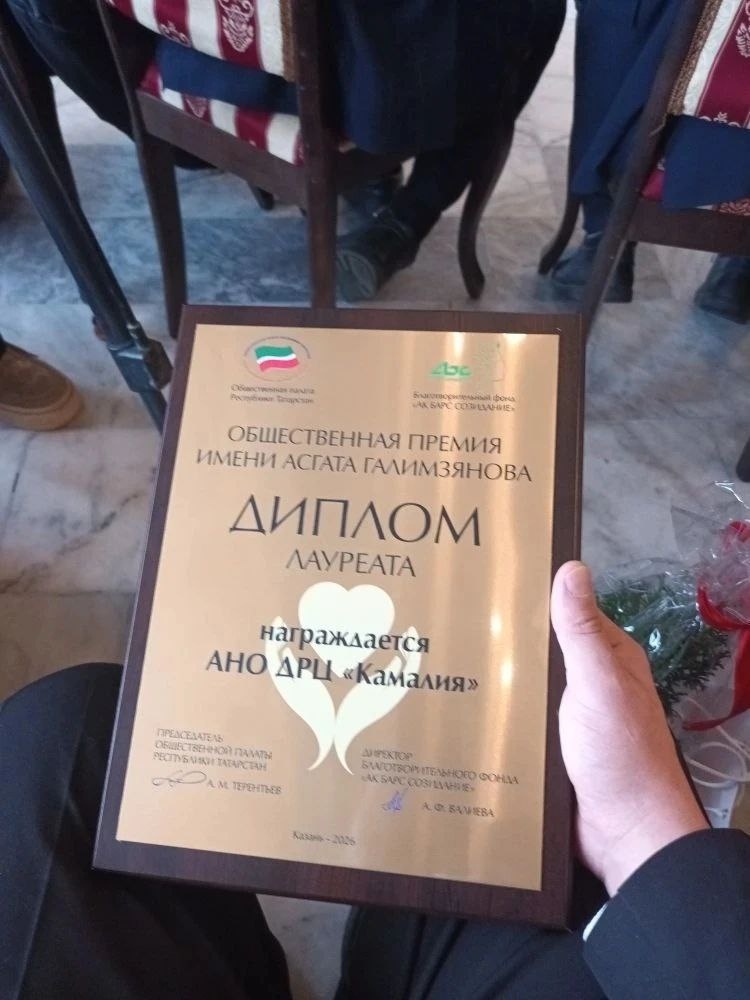 Общественная палата
Республики Татарстан
Благотворительный фонд
«АК БАРС СОЗИДАНИЕ»
ОБЩЕСТВЕННАЯ ПРЕМИЯ
ИМЕНИ АСГАТА ГАЛИМЗЯНОВА
ДИПЛОМ
ЛАУРЕАТА
награждается
АНО ДРЦ «Камалия»
ПРЕДСЕДАТЕЛЬ
ОБЩЕСТВЕННОЙ ПАЛАТЫ
РЕСПУБЛИКИ ТАТАРСТАН
А. М. ТЕРЕНТЬЕВ
ДИРЕКТОР
БЛАГОТВОРИТЕЛЬНОГО ФОНДА
«АК БАРС СОЗИДАНИЕ»
А. Ф. ВАЛИЕВА
Казань - 2026